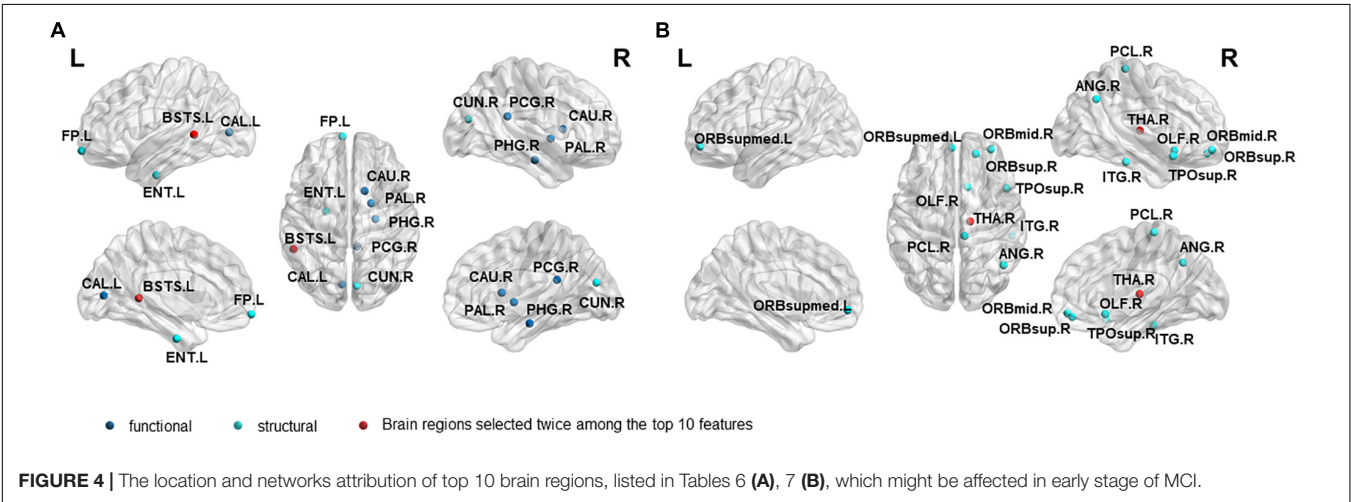 A
B
L
R
FP.L
BSTS.L
CAL.L
ENT.L
CAL.L
BSTS.L
FP.L
ENT.L
FP.L
CAU.R
ENT.L
PAL.R
PHG.R
BSTS.L
PCG.R
CAL.L
CUN.R
CUN.R
PCG.R
CAU.R
PHG.R
PAL.R
PCG.R
CAU.R
PAL.R
PHG.R
CUN.R
L
R
ORBsupmed.L
ORBsupmed.L
ORBsupmed.L
ORBmid.R
ORBsup.R
TPOsup.R
OLF.R
THA.R
ITG.R
PCL.R
ANG.R
PCL.R
ANG.R
THA.R
OLF.R
ORBmid.R
ORBsup.R
ITG.R
TPOsup.R
PCL.R
ANG.R
THA.R
ORBmid.R
OLF.R
ORBsup.R
TPOsup.R
ITG.R
functional
structural
Brain regions selected twice among the top 10 features
FIGURE 4 | The location and networks attribution of top 10 brain regions, listed in Tables 6 (A), 7 (B), which might be affected in early stage of MCI.